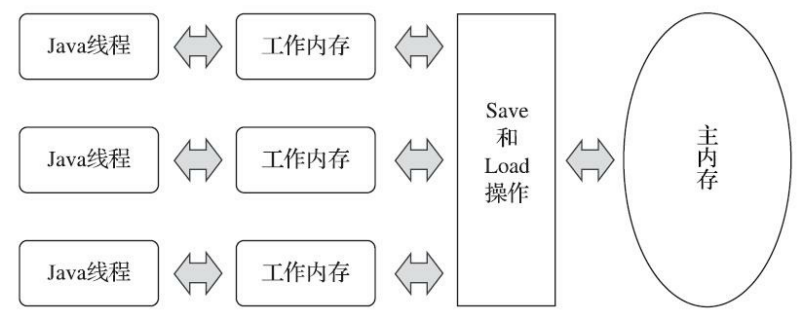 Java线程
工作内存
Java线程
工作内存
Java线程
工作内存
Save
和
Load
操作
主
内
存